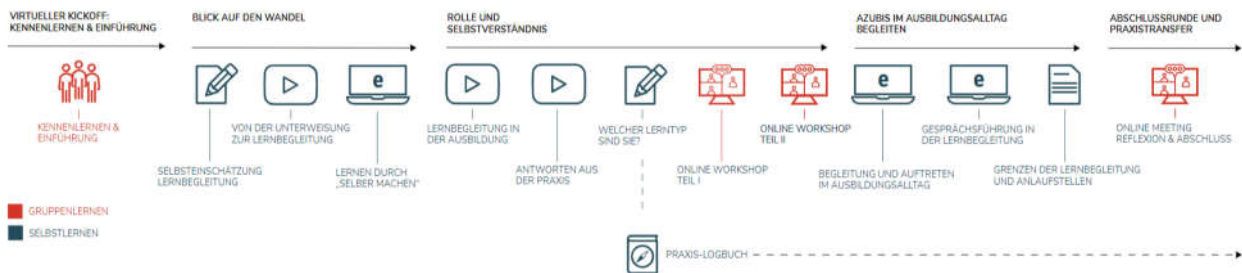 VIRTUELLER KICKOFF:
KENNENLERNEN & EINFÜHRUNG
BLICK AUF DEN WANDEL
ROLLE UND
SELBSTVERSTÄNDNIS
AZUBIS IM AUSBILDUNGSALLTAG
BEGLEITEN
ABSCHLUSSRUNDE UND
PRAXISTRANSFER
e
e
e
KENNENLERNEN &
EINFÜHRUNG
SELBSTEINSCHÄTZUNG
LERNBEGLEITUNG
VON DER UNTERWEISUNG
ZUR LERNBEGLEITUNG
LERNEN DURCH
„SELBER MACHEN“
LERNBEGLEITUNG IN
DER AUSBILDUNG
ANTWORTEN AUS
DER PRAXIS
WELCHER LERNTYP
SIND SIE?
ONLINE WORKSHOP
TEIL I
ONLINE WORKSHOP
TEIL II
BEGLEITUNG UND AUFTRETEN
IM AUSBILDUNGSALLTAG
GESPRÄCHSFÜHRUNG IN
DER LERNBEGLEITUNG
GRENZEN DER LERNBEGLEITUNG
UND ANLAUFSTELLEN
ONLINE MEETING
REFLEXION & ABSCHLUSS
GRUPPENLERNEN
SELBSTLERNEN
PRAXIS-LOGBUCH